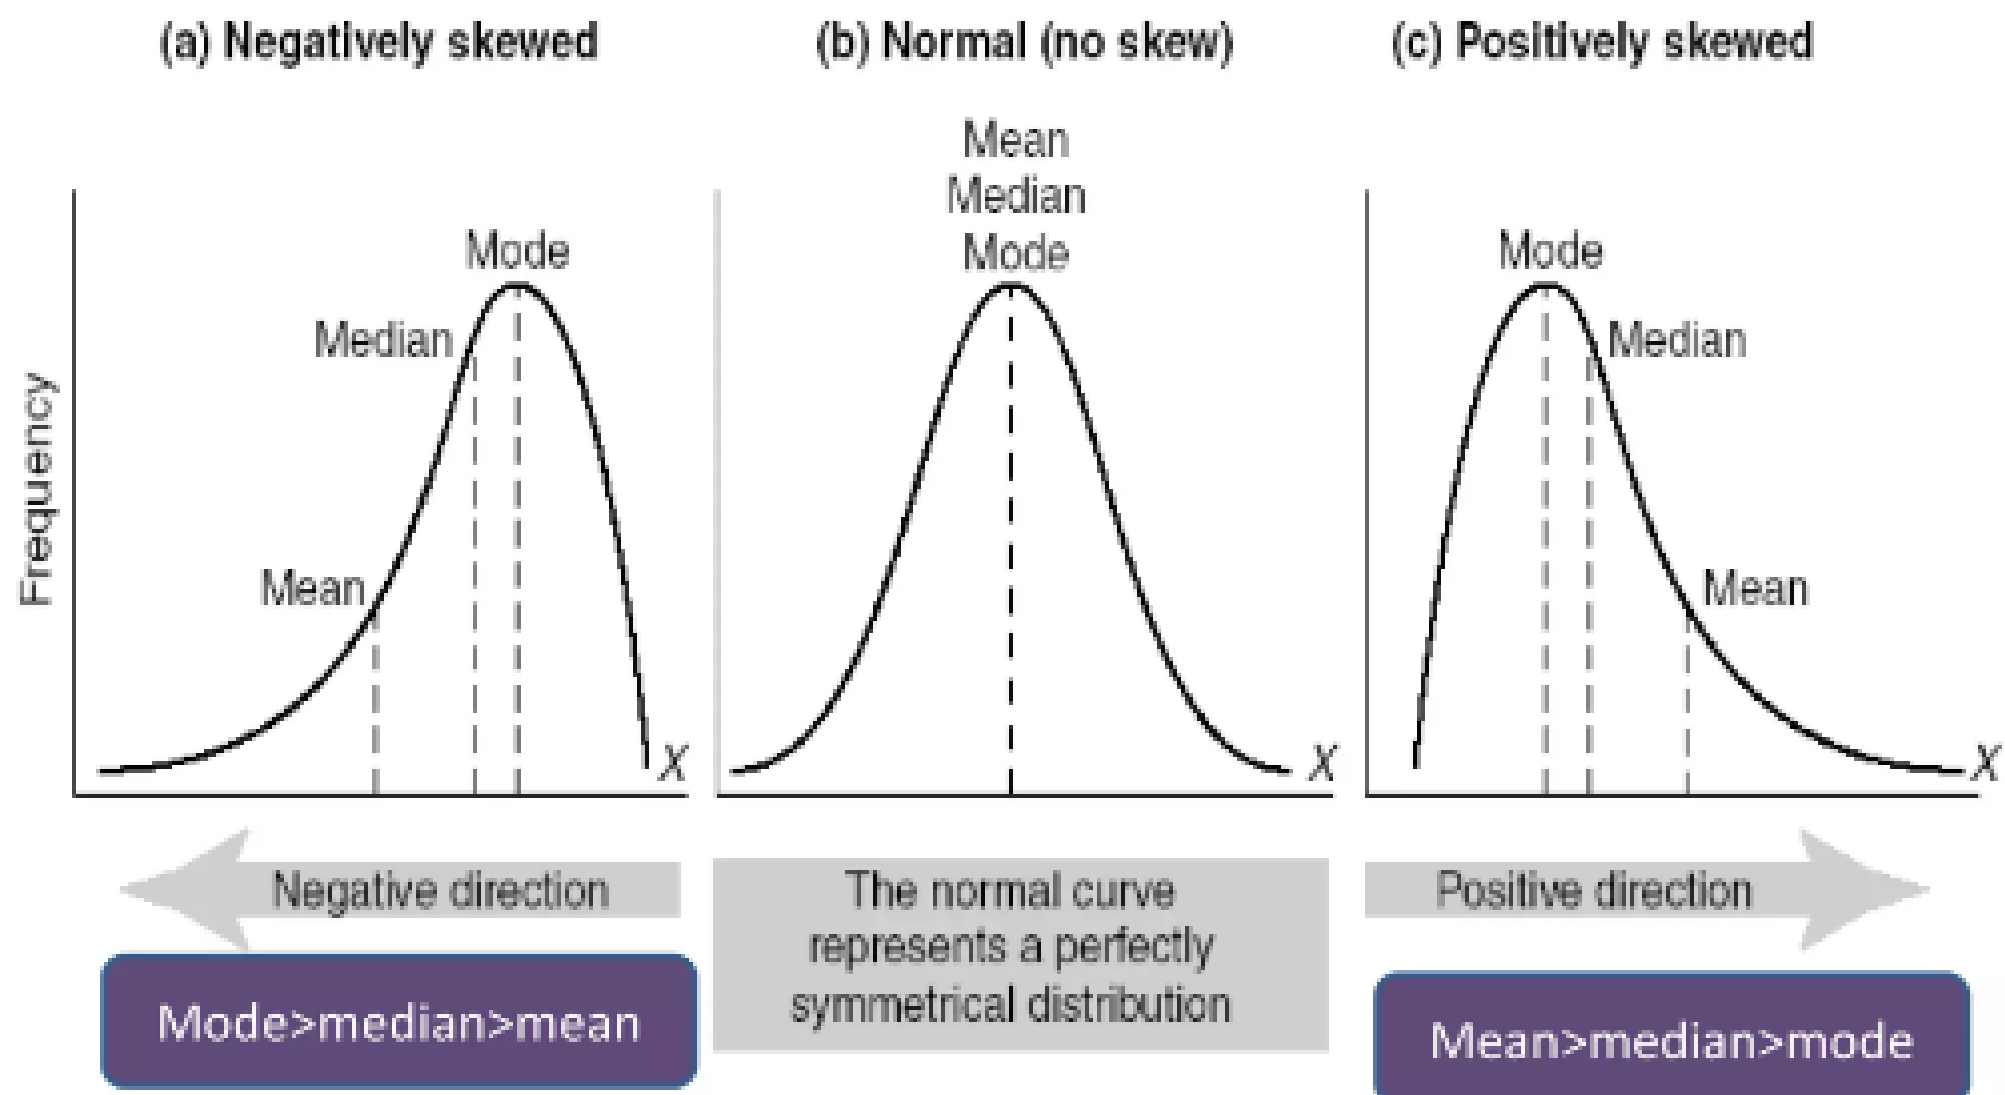 (a) Negatively skewed
(b) Normal (no skew)
(c) Positively skewed
Frequency
Mode
Median
Mean
X
Mean
Median
Mode
X
Mode
Median
Mean
X
Negative direction
The normal curve
represents a perfectly
symmetrical distribution
Positive direction
Mode>median>mean
Mean>median>mode